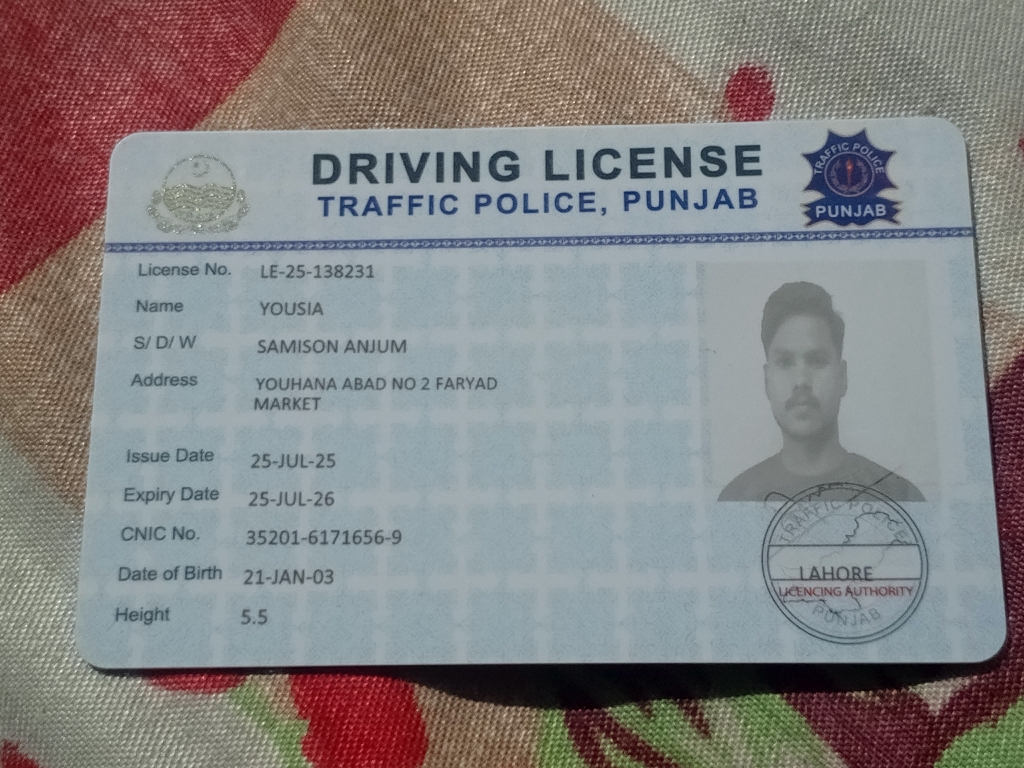 DRIVING LICENSE
TRAFFIC POLICE, PUNJAB
TRAFFIC POLICE
PUNJAB
License No. LE-25-138231
Name YOUSIA
S/ D/ W SAMISON ANJUM
Address YOUHANA ABAD NO 2 FARYAD
MARKET
Issue Date 25-JUL-25
Expiry Date 25-JUL-26
CNIC No. 35201-6171656-9
Date of Birth 21-JAN-03
Height 5.5
TRAFFIC POLICE
LAHORE
LICENCING AUTHORITY
PUNJAB